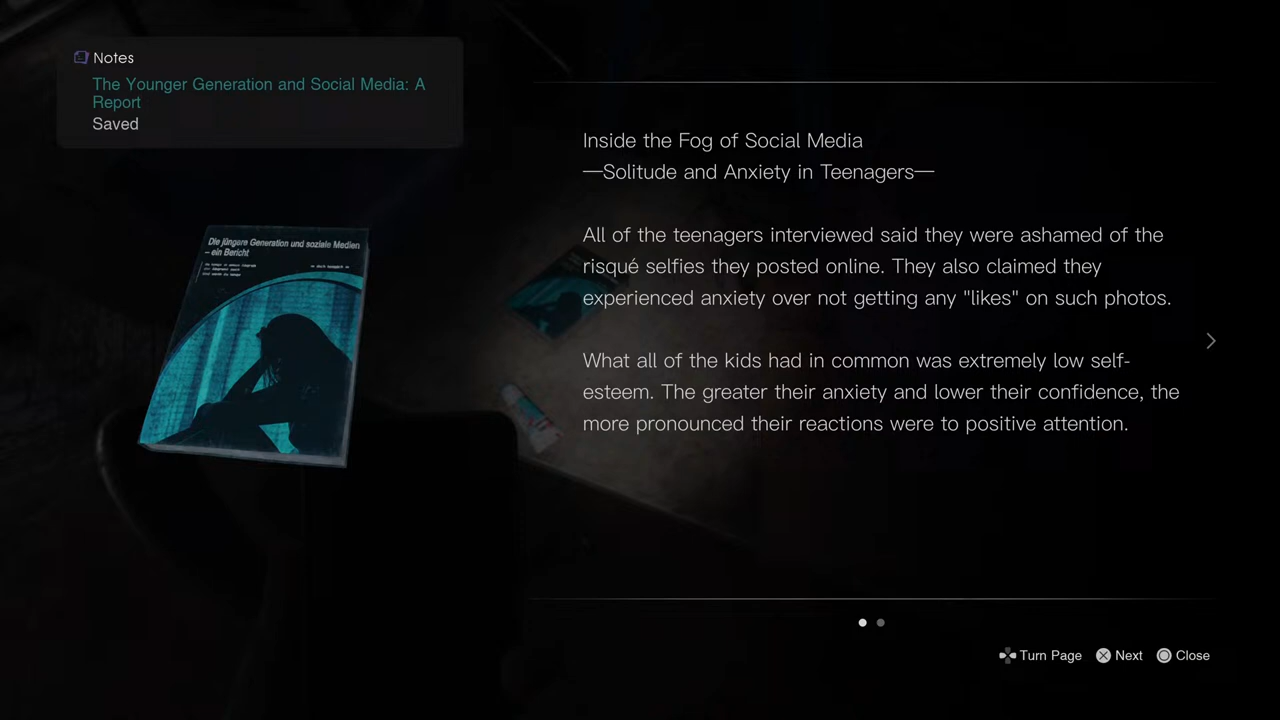 Notes
The Younger Generation and Social Media: A
Report
Saved
Die jüngere Generation und soziale Medien
– ein Bericht
Inside the Fog of Social Media
—Solitude and Anxiety in Teenagers—
All of the teenagers interviewed said they were ashamed of the
risqué selfies they posted online. They also claimed they
experienced anxiety over not getting any "likes" on such photos.
What all of the kids had in common was extremely low self-
esteem. The greater their anxiety and lower their confidence, the
more pronounced their reactions were to positive attention.
Turn Page Next Close